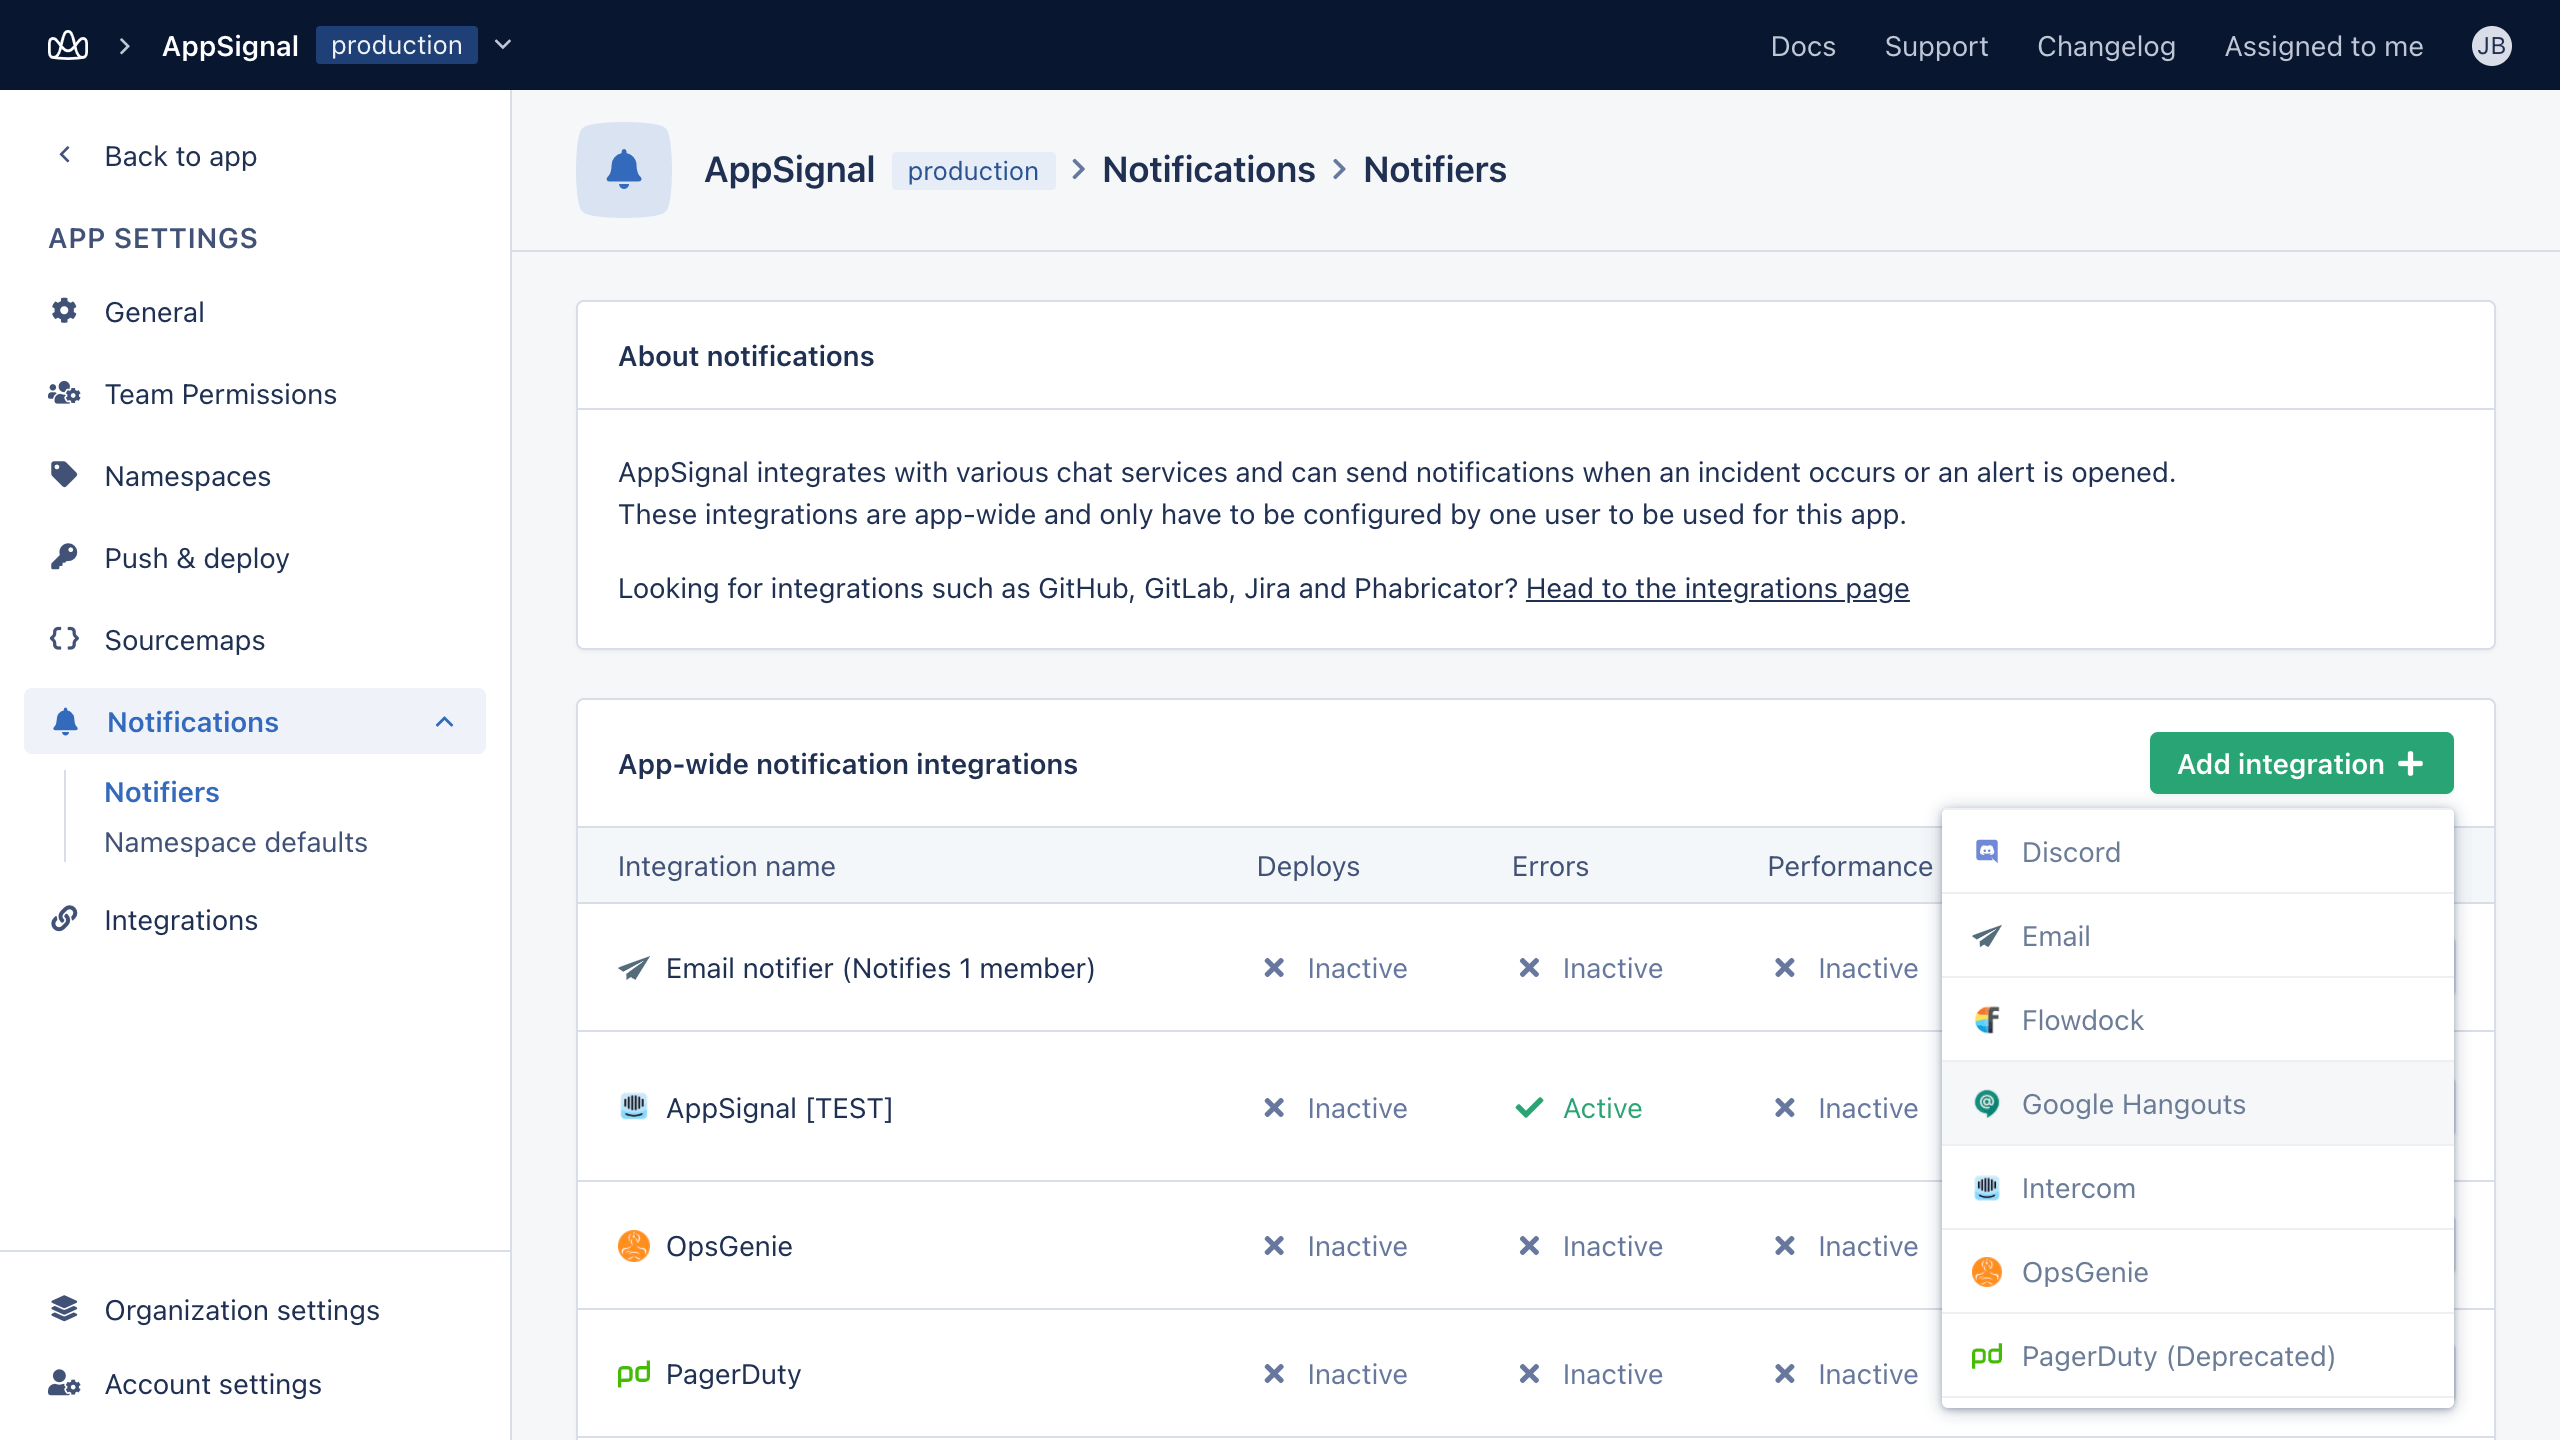 AppSignal production
Docs Support Changelog Assigned to me JB
Back to app
APP SETTINGS
General
Team Permissions
Namespaces
Push & deploy
Sourcemaps
Notifications
Notifiers
Namespace defaults
Integrations
Organization settings
Account settings
AppSignal production Notifications Notifiers
About notifications
AppSignal integrates with various chat services and can send notifications when an incident occurs or an alert is opened.
These integrations are app-wide and only have to be configured by one user to be used for this app.
Looking for integrations such as GitHub, GitLab, Jira and Phabricator? Head to the integrations page
App-wide notification integrations
Add integration
Integration name Deploys Errors Performance
Email notifier (Notifies 1 member) Inactive Inactive Inactive
AppSignal [TEST] Inactive Active Inactive
OpsGenie Inactive Inactive Inactive
pd PagerDuty Inactive Inactive Inactive
Discord
Email
Flowdock
Google Hangouts
Intercom
OpsGenie
pd PagerDuty (Deprecated)